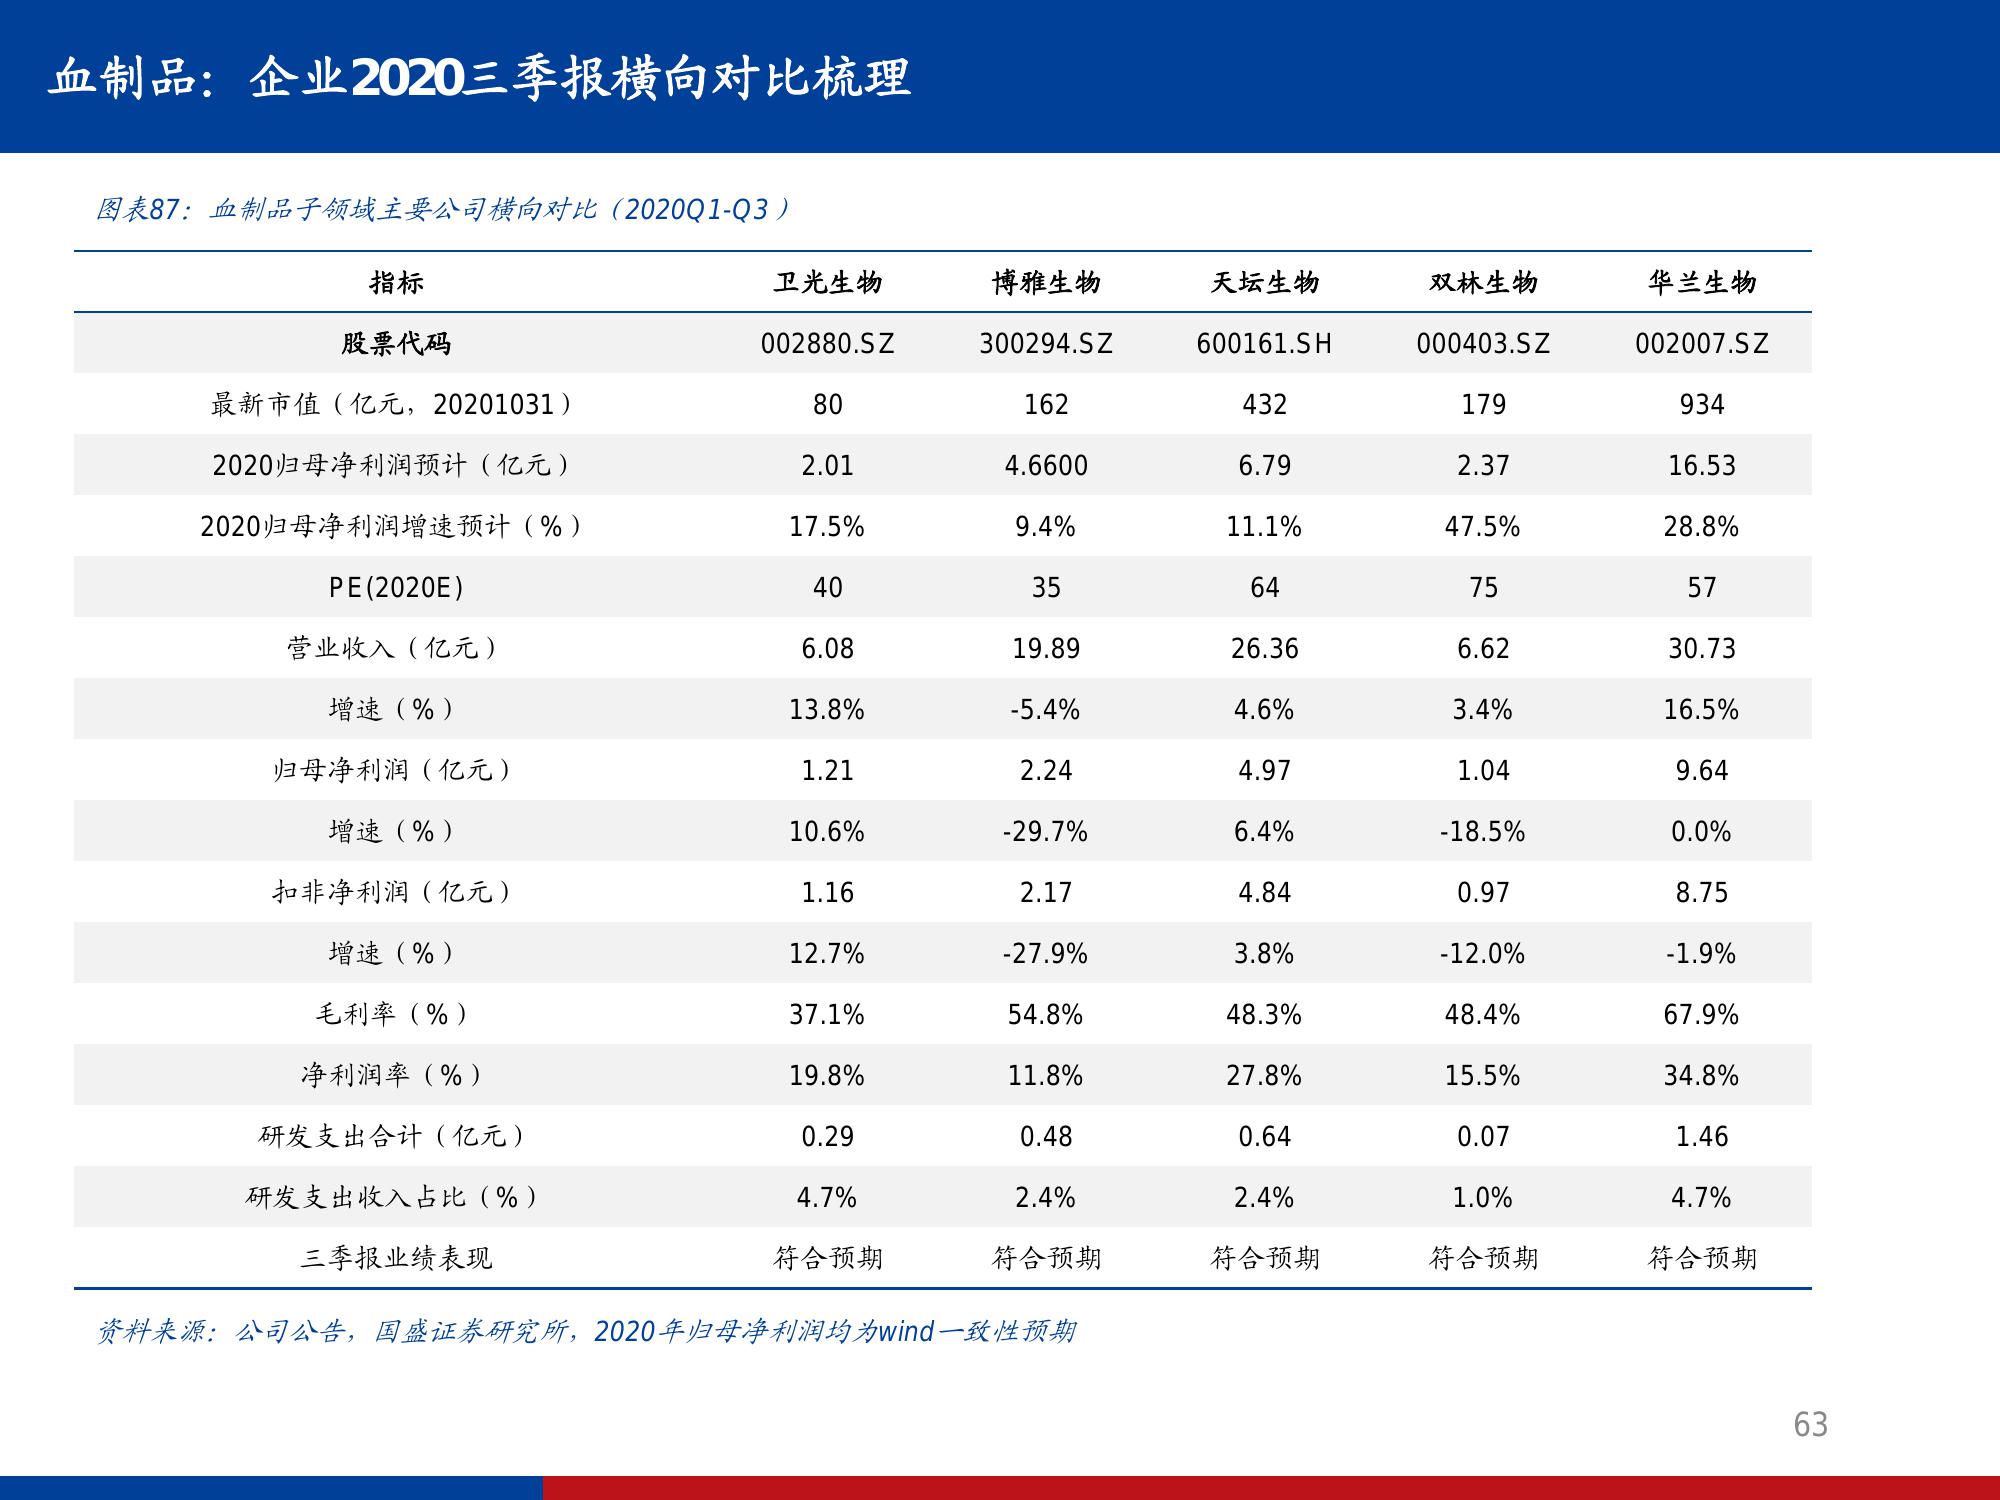 血制品：企业2020三季报横向对比梳理
图表87：血制品子领域主要公司横向对比（2020Q1-Q3）
指标 卫光生物 博雅生物 天坛生物 双林生物 华兰生物
股票代码 002880.SZ 300294.SZ 600161.SH 000403.SZ 002007.SZ
最新市值（亿元，20201031） 80 162 432 179 934
2020归母净利润预计（亿元） 2.01 4.6600 6.79 2.37 16.53
2020归母净利润增速预计（%） 17.5% 9.4% 11.1% 47.5% 28.8%
PE(2020E) 40 35 64 75 57
营业收入（亿元） 6.08 19.89 26.36 6.62 30.73
增速（%） 13.8% -5.4% 4.6% 3.4% 16.5%
归母净利润（亿元） 1.21 2.24 4.97 1.04 9.64
增速（%） 10.6% -29.7% 6.4% -18.5% 0.0%
扣非净利润（亿元） 1.16 2.17 4.84 0.97 8.75
增速（%） 12.7% -27.9% 3.8% -12.0% -1.9%
毛利率（%） 37.1% 54.8% 48.3% 48.4% 67.9%
净利润率（%） 19.8% 11.8% 27.8% 15.5% 34.8%
研发支出合计（亿元） 0.29 0.48 0.64 0.07 1.46
研发支出收入占比（%） 4.7% 2.4% 2.4% 1.0% 4.7%
三季报业绩表现 符合预期 符合预期 符合预期 符合预期 符合预期
资料来源：公司公告，国盛证券研究所，2020年归母净利润均为wind一致性预期
63